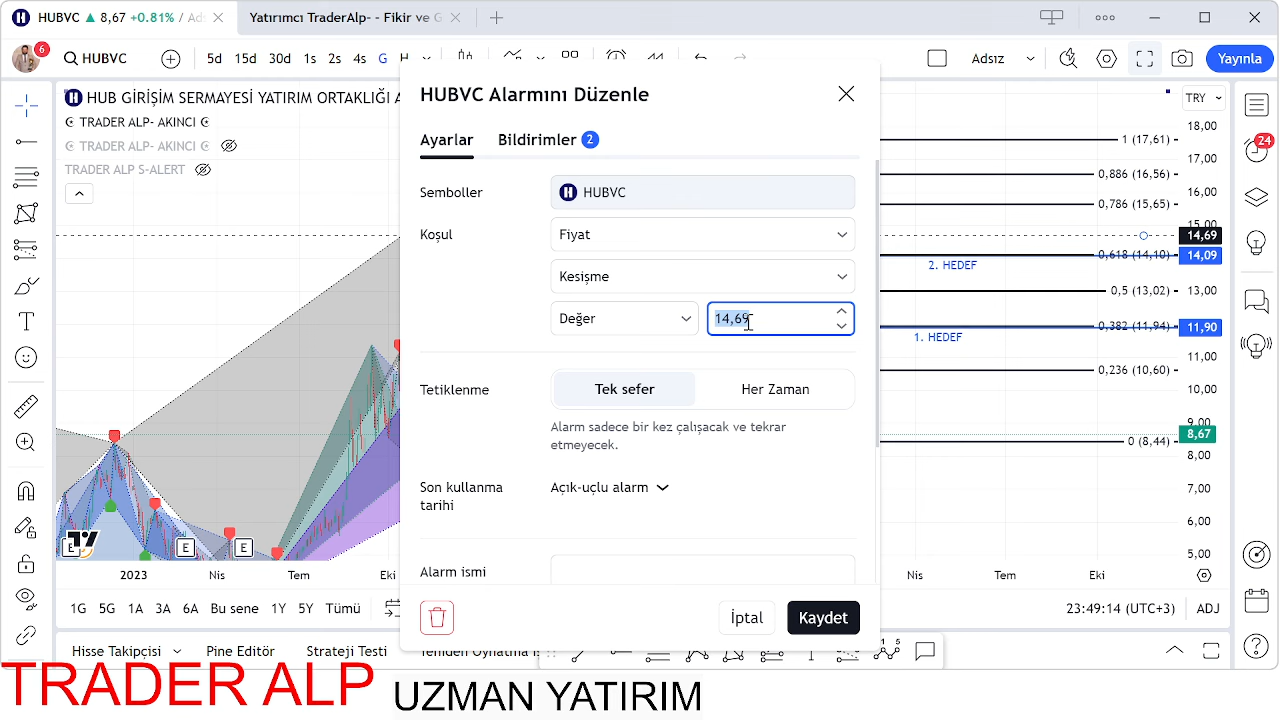 HUBVC ▲ 8,67 +0.81% / Ad
Yatırımcı TraderAlp- - Fikir ve G
6
HUBVC
5d 15d 30d 1s 2s 4s G
Adsız
Yayınla
HUB GİRİŞİM SERMAYESİ YATIRIM ORTAKLIĞI A
TRADER ALP- AKINCI
TRADER ALP- AKINCI
TRADER ALP S-ALERT
HUBVC Alarmını Düzenle
Ayarlar
Bildirimler 2
Semboller
HUBVC
Koşul
Fiyat
Kesişme
Değer
14,69
Tetiklenme
Tek sefer
Her Zaman
Alarm sadece bir kez çalışacak ve tekrar
etmeyecek.
Son kullanma
tarihi
Açık-uçlu alarm
Alarm ismi
İptal
Kaydet
TRY
18,00
1 (17,61)
17,00
0,886 (16,56)
16,00
0,786 (15,65)
15,00
14,69
0,618 (14,10)
14,09
2. HEDEF
0,5 (13,02)
13,00
0,382 (11,94)
11,90
1. HEDEF
11,00
0,236 (10,60)
10,00
9,00
8,67
0 (8,44)
8,00
7,00
6,00
5,00
24
E
E
E
2023 Nis Tem Eki
Nis Tem Eki
1G 5G 1A 3A 6A Bu sene 1Y 5Y Tümü
23:49:14 (UTC+3)
ADJ
Hisse Takipçisi
Pine Editör
Strateji Testi
1 5
TRADER ALP UZMAN YATIRIM